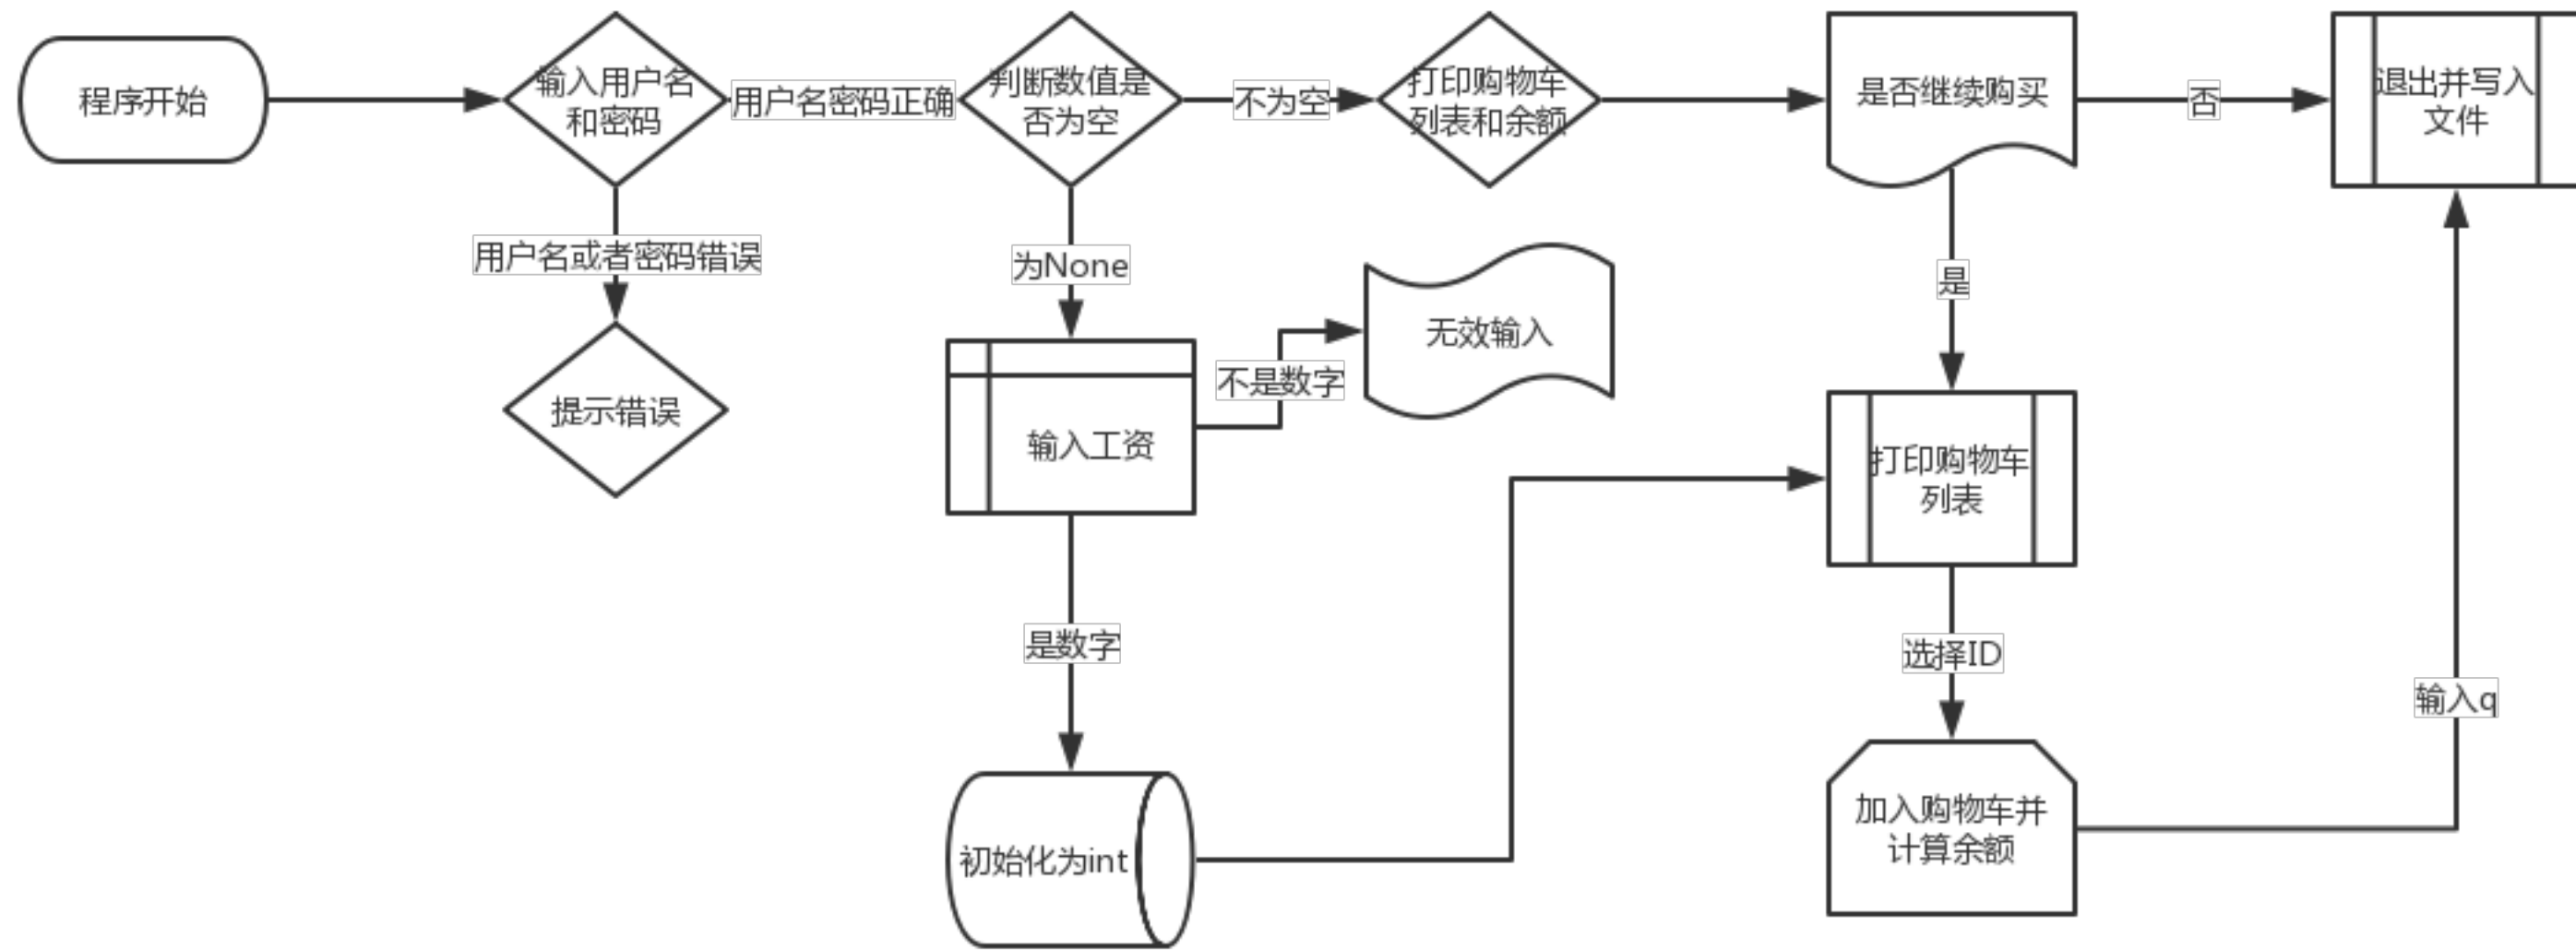 程序开始
输入用户名
和密码
用户名密码正确
判断数值是
否为空
不为空
打印购物车
列表和余额
是否继续购买
否
退出并写入
文件
用户名或者密码错误
为None
是
无效输入
不是数字
提示错误
输入工资
打印购物车
列表
是数字
选择ID
输入q
初始化为int
加入购物车并
计算余额